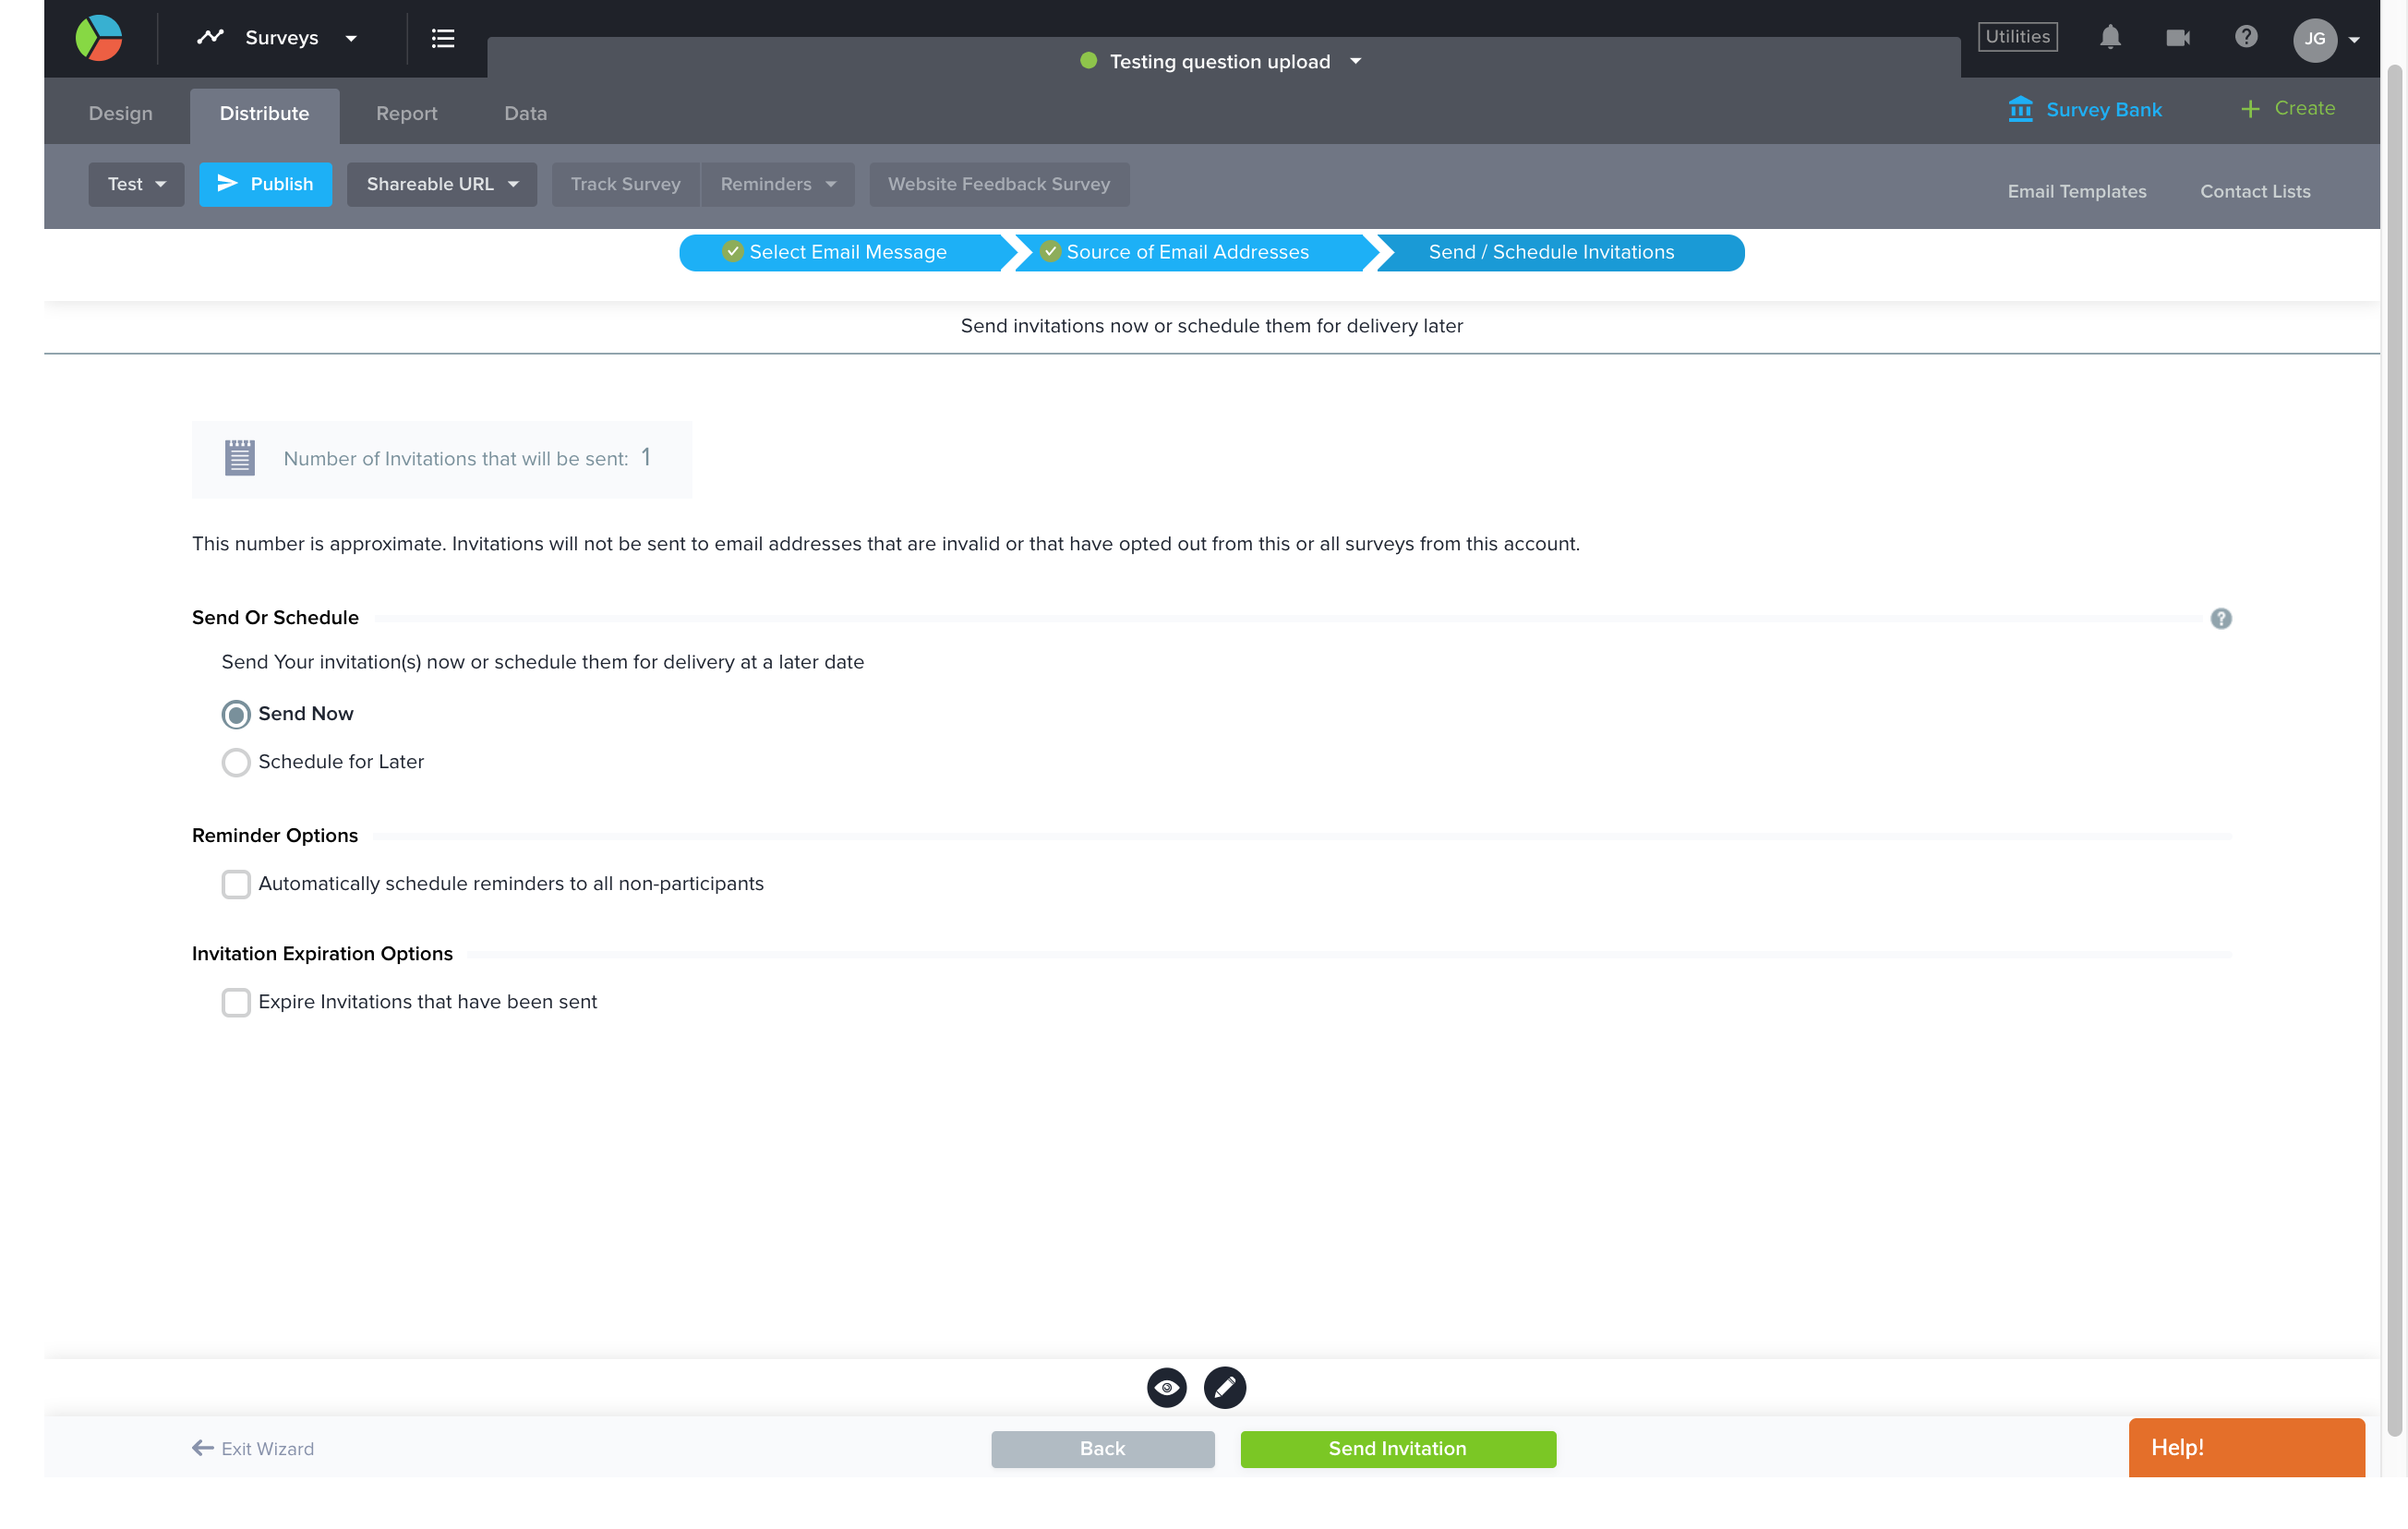 Surveys
Testing question upload
Utilities
JG
Design
Distribute
Report
Data
Survey Bank
Create
Test
Publish
Shareable URL
Track Survey
Reminders
Website Feedback Survey
Email Templates
Contact Lists
Select Email Message
Source of Email Addresses
Send / Schedule Invitations
Send invitations now or schedule them for delivery later
Number of Invitations that will be sent: 1
This number is approximate. Invitations will not be sent to email addresses that are invalid or that have opted out from this or all surveys from this account.
Send Or Schedule
Send Your invitation(s) now or schedule them for delivery at a later date
Send Now
Schedule for Later
Reminder Options
Automatically schedule reminders to all non-participants
Invitation Expiration Options
Expire Invitations that have been sent
Exit Wizard
Back
Send Invitation
Help!